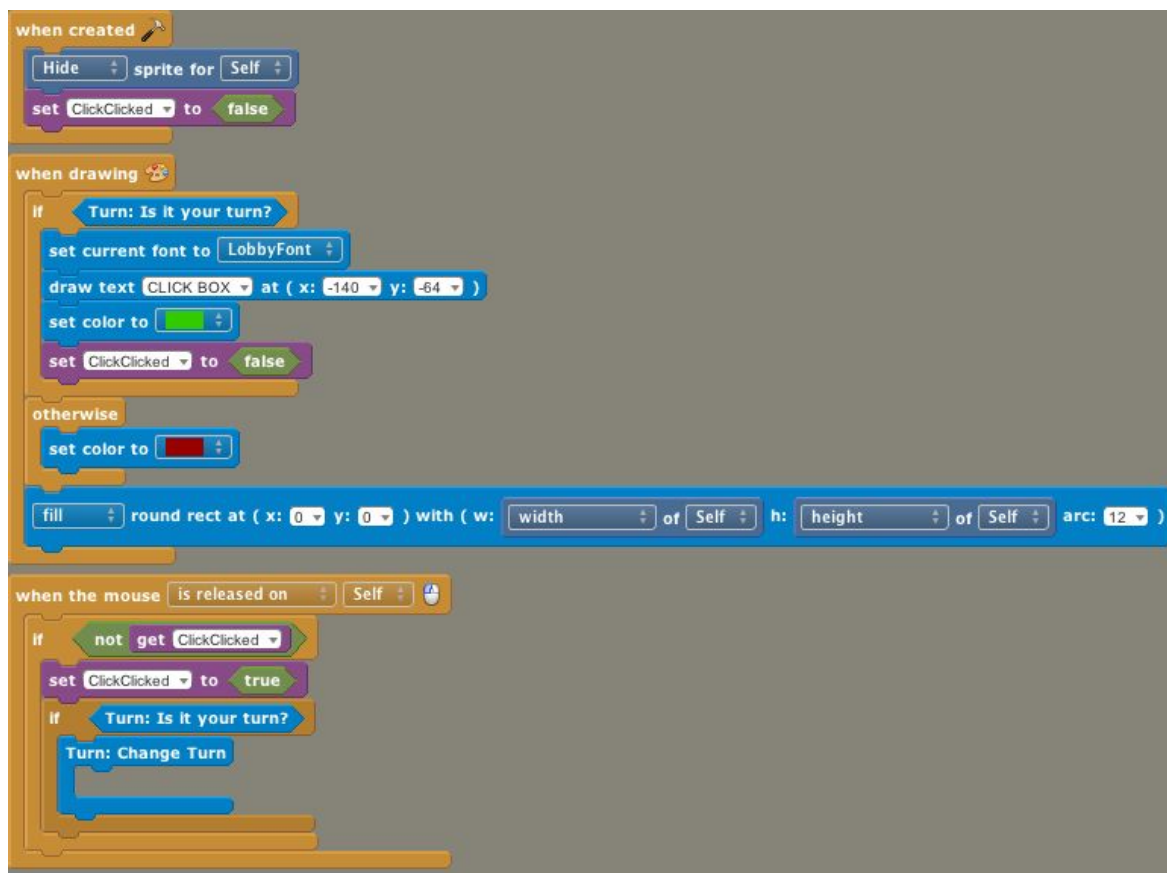 when created
Hide sprite for Self
set ClickClicked to false
when drawing
if Turn: Is it your turn?
set current font to LobbyFont
draw text CLICK BOX at ( x: -140 y: -64 )
set color to
set ClickClicked to false
otherwise
set color to
fill round rect at ( x: 0 y: 0 ) with ( w: width of Self h: height of Self arc: 12 )
when the mouse is released on Self
if not get ClickClicked
set ClickClicked to true
if Turn: Is it your turn?
Turn: Change Turn